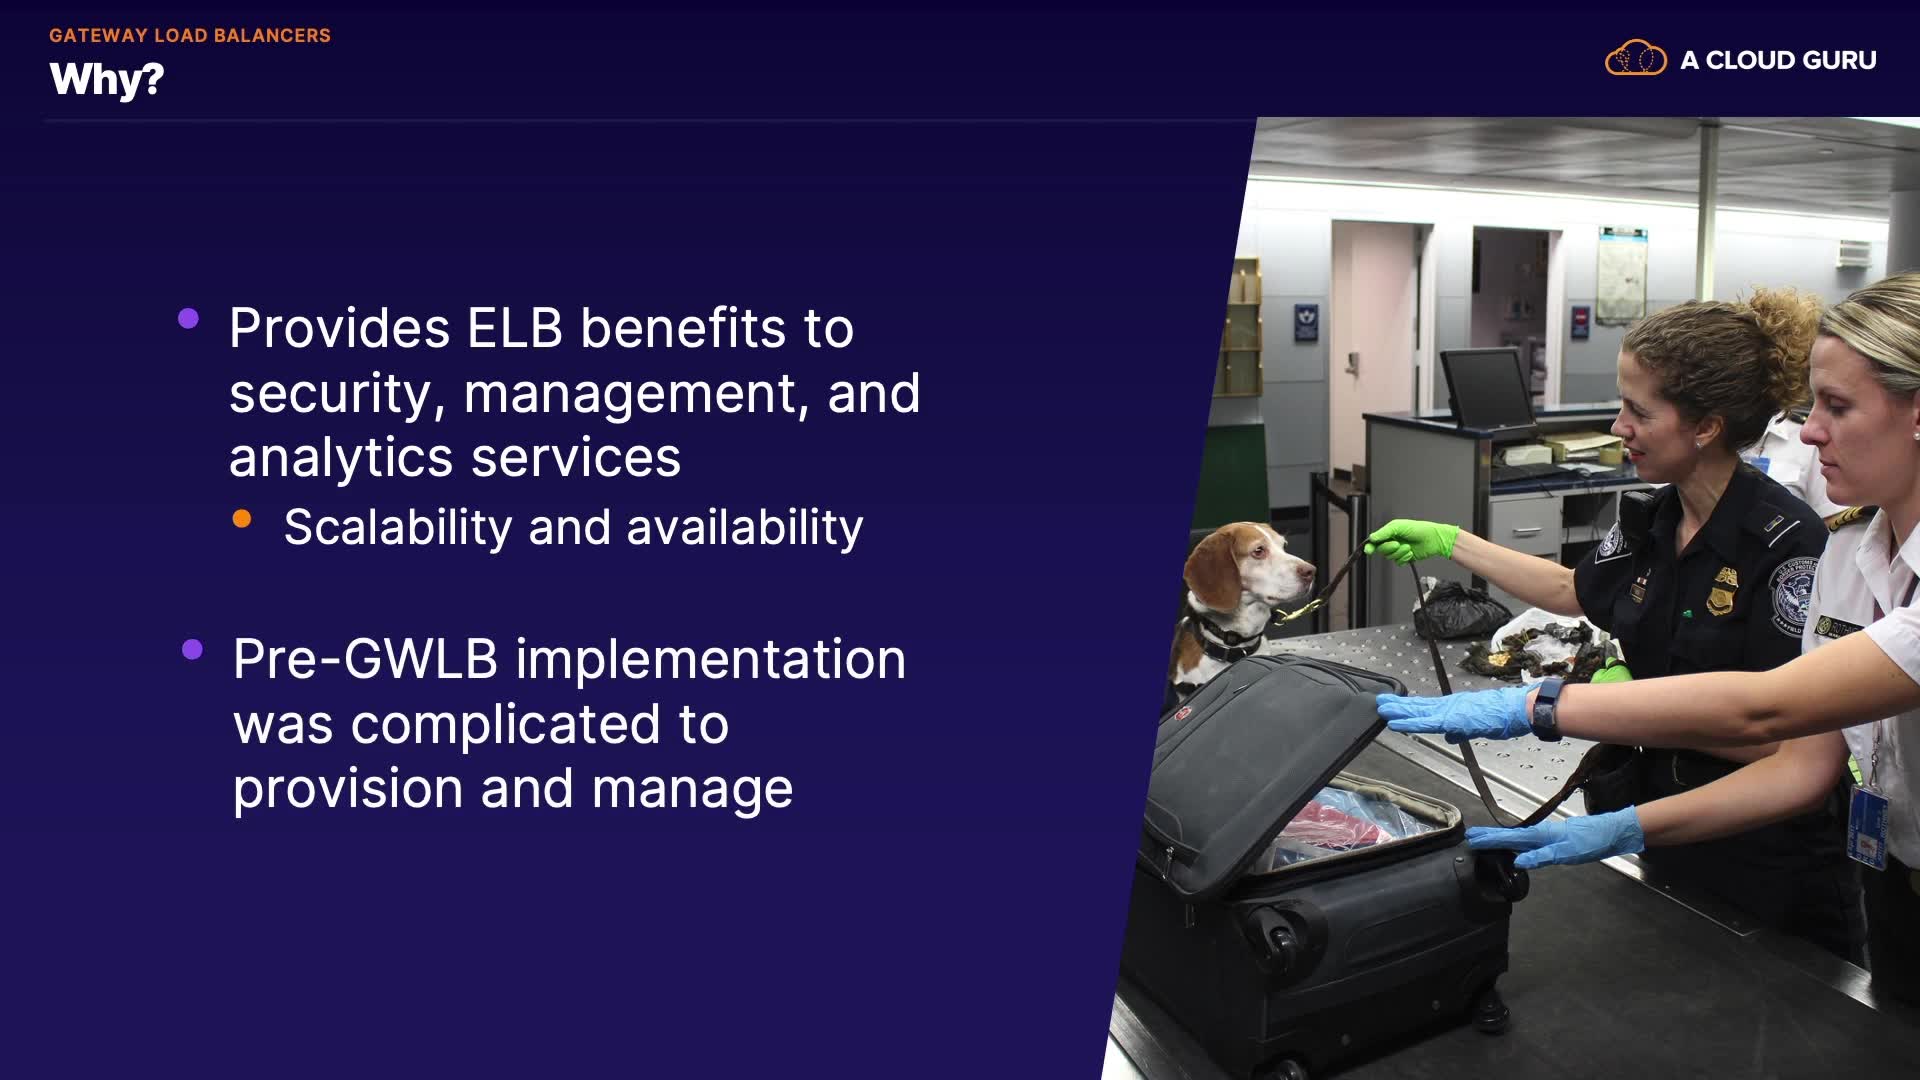 GATEWAY LOAD BALANCERS
Why?
A CLOUD GURU
Provides ELB benefits to
security, management, and
analytics services
Scalability and availability
Pre-GWLB implementation
was complicated to
provision and manage